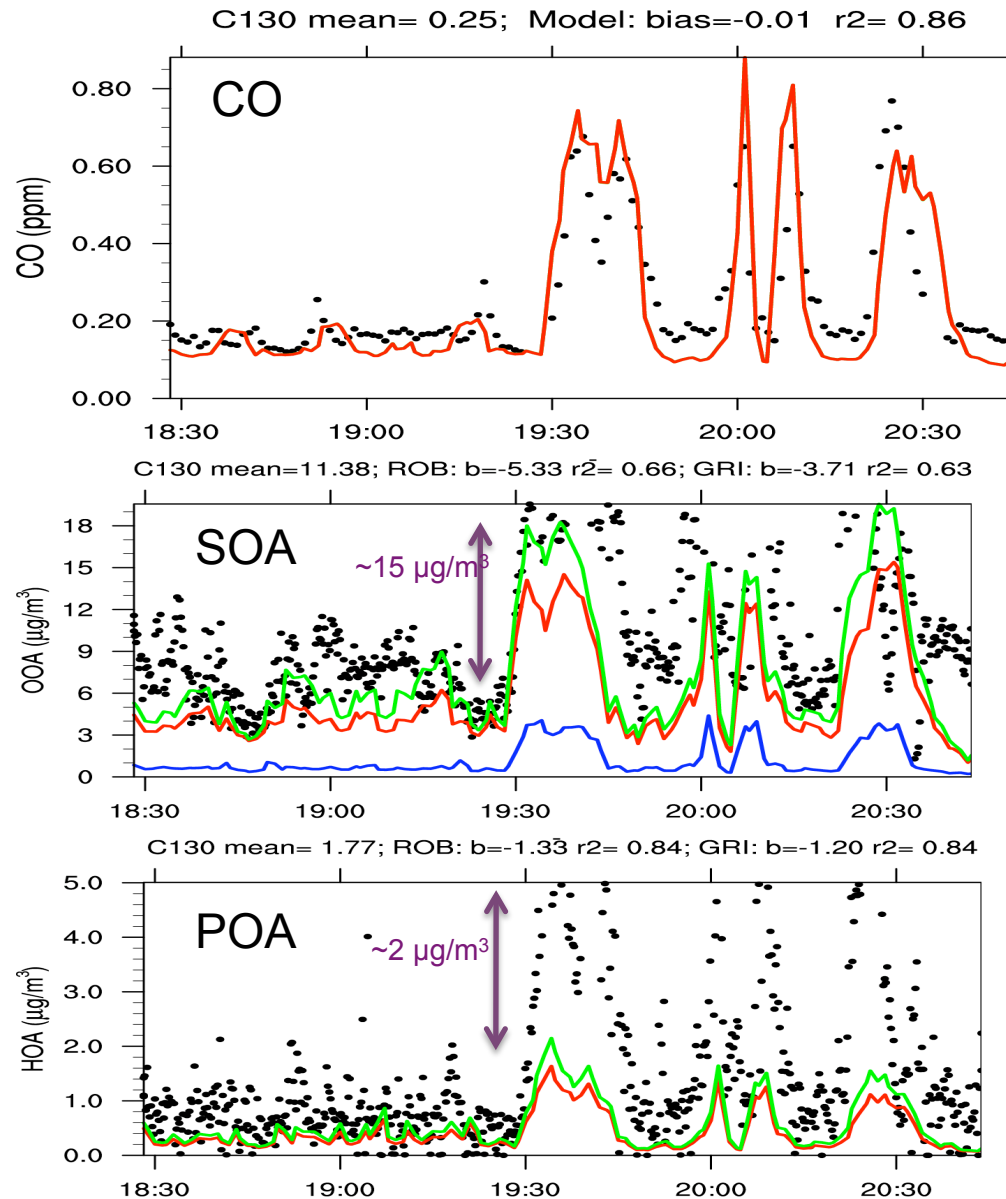 C130 mean= 0.25; Model: bias=-0.01 r2= 0.86
CO
CO (ppm)
0.80
0.60
0.40
0.20
0.00
18:30 19:00 19:30 20:00 20:30
C130 mean=11.38; ROB: b=-5.33 r2= 0.66; GRI: b=-3.71 r2= 0.63
SOA
~15 µg/m³
OOA (µg/m³)
18
15
12
9
6
3
0
18:30 19:00 19:30 20:00 20:30
C130 mean= 1.77; ROB: b=-1.33 r2= 0.84; GRI: b=-1.20 r2= 0.84
POA
~2 µg/m³
HOA (µg/m³)
5.0
4.0
3.0
2.0
1.0
0.0
18:30 19:00 19:30 20:00 20:30